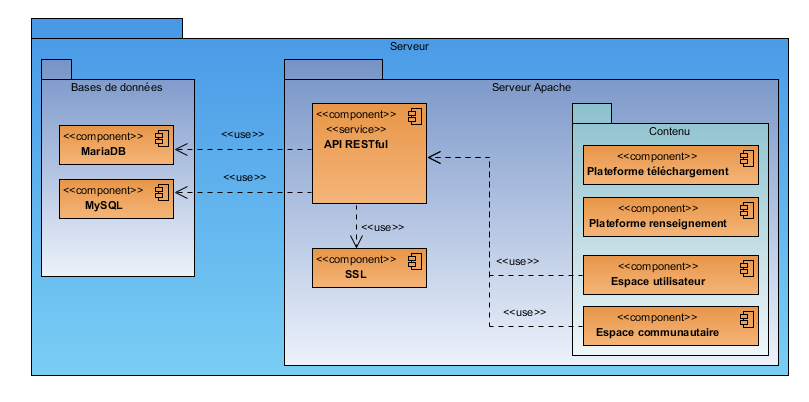 Serveur
Bases de données
<<component>>
MariaDB
<<component>>
MySQL
<<use>>
<<use>>
Serveur Apache
<<component>>
<<service>>
API RESTful
<<use>>
<<component>>
SSL
Contenu
<<component>>
Plateforme téléchargement
<<component>>
Plateforme renseignement
<<use>>
<<component>>
Espace utilisateur
<<use>>
<<component>>
Espace communautaire